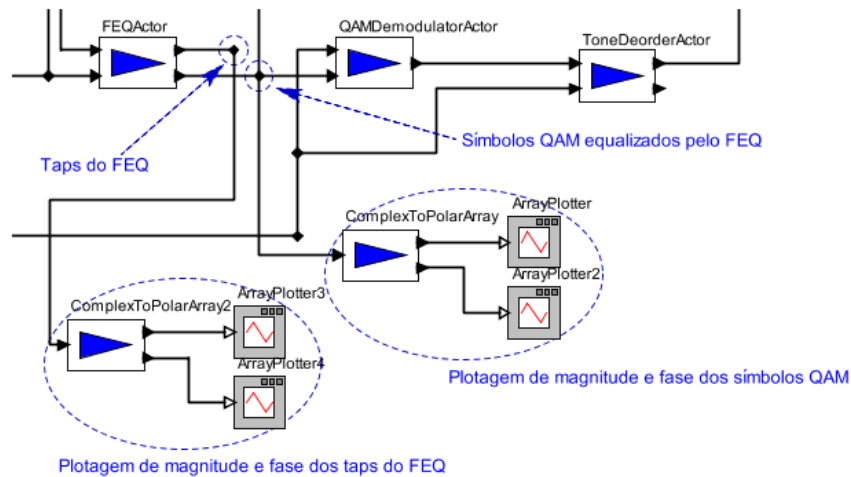 FEQActor
QAMDemodulatorActor
ToneDeorderActor
Símbolos QAM equalizados pelo FEQ
Taps do FEQ
ComplexToPolarArray
ArrayPlotter
ArrayPlotter2
ComplexToPolarArray2
ArrayPlotter3
ArrayPlotter4
Plotagem de magnitude e fase dos símbolos QAM
Plotagem de magnitude e fase dos taps do FEQ